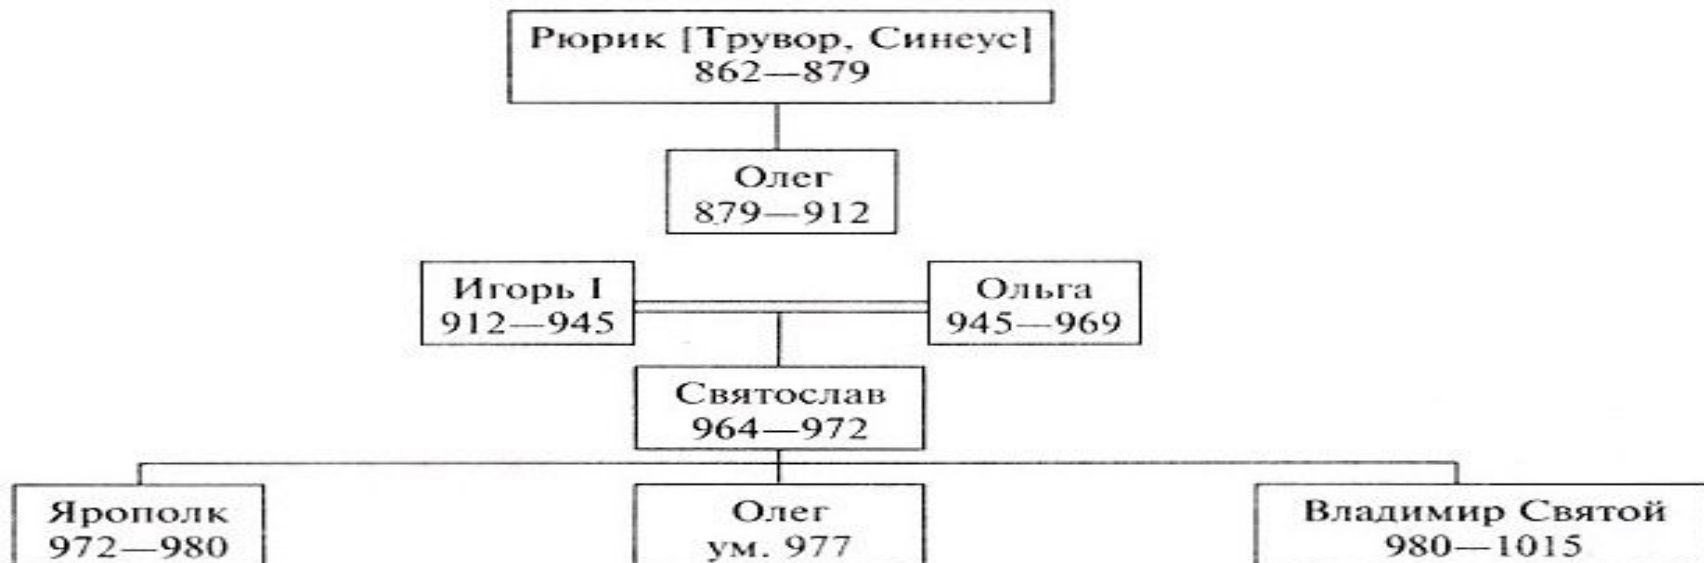 Рюрик [Трувор, Синеус]
862—879
Олег
879—912
Игорь I
912—945
Ольга
945—969
Святослав
964—972
Ярополк
972—980
Олег
ум. 977
Владимир Святой
980—1015